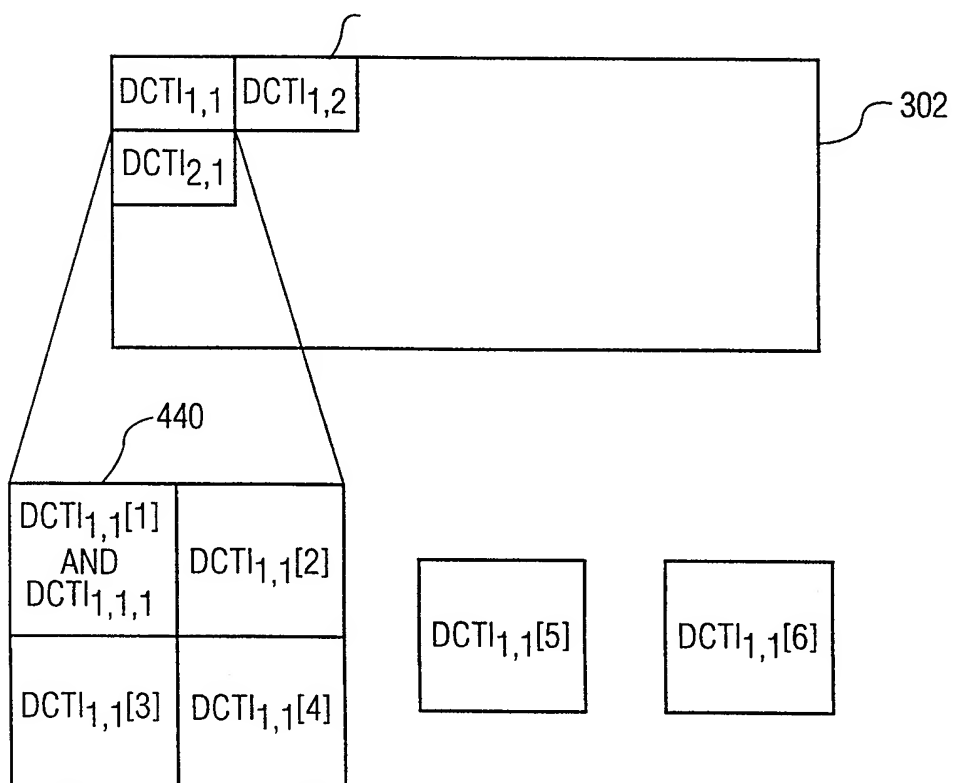 DCTI1,1 DCTI1,2
302
DCTI2,1
440
DCTI1,1[1]
AND
DCTI1,1,1
DCTI1,1[2]
DCTI1,1[5]
DCTI1,1[6]
DCTI1,1[3]
DCTI1,1[4]